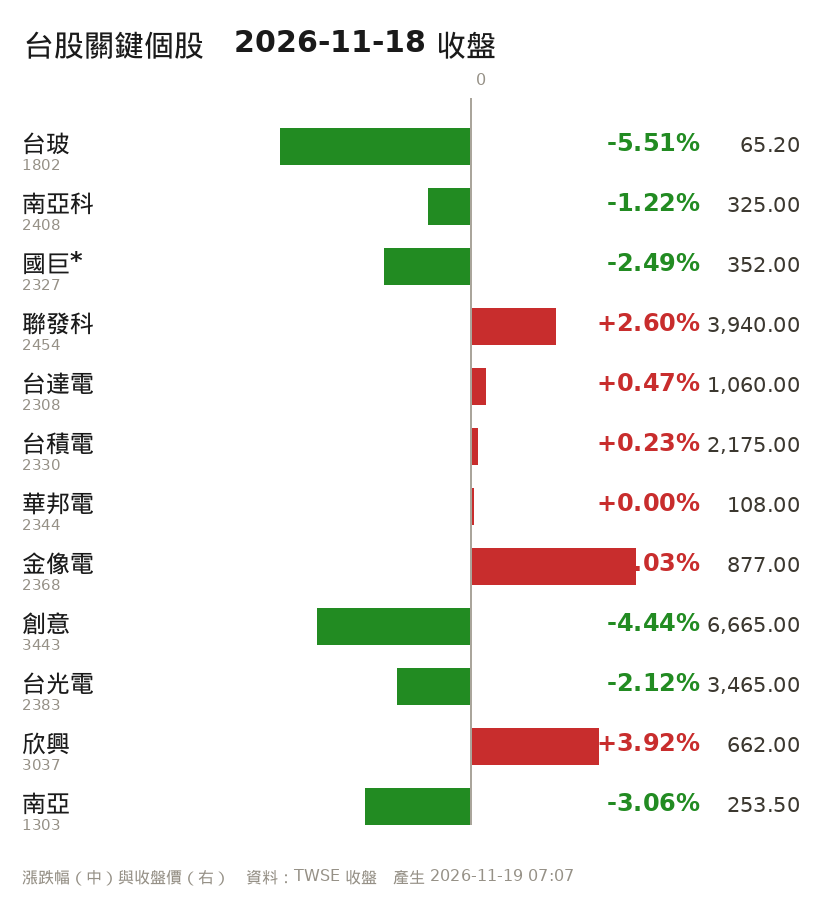 台股關鍵個股 2026-11-18 收盤
0
台玻 -5.51% 65.20
1802
南亞科 -1.22% 325.00
2408
國巨* -2.49% 352.00
2327
聯發科 +2.60% 3,940.00
2454
台達電 +0.47% 1,060.00
2308
台積電 +0.23% 2,175.00
2330
華邦電 +0.00% 108.00
2344
金像電 .03% 877.00
2368
創意 -4.44% 6,665.00
3443
台光電 -2.12% 3,465.00
2383
欣興 +3.92% 662.00
3037
南亞 -3.06% 253.50
1303
漲跌幅（中）與收盤價（右） 資料：TWSE 收盤 產生 2026-11-19 07:07